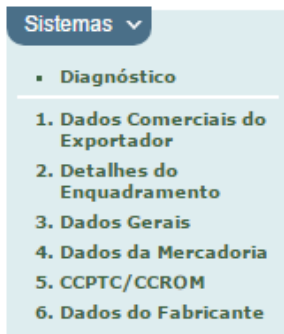 Sistemas
▪ Diagnóstico
1. Dados Comerciais do
Exportador
2. Detalhes do
Enquadramento
3. Dados Gerais
4. Dados da Mercadoria
5. CCPTC/CCROM
6. Dados do Fabricante